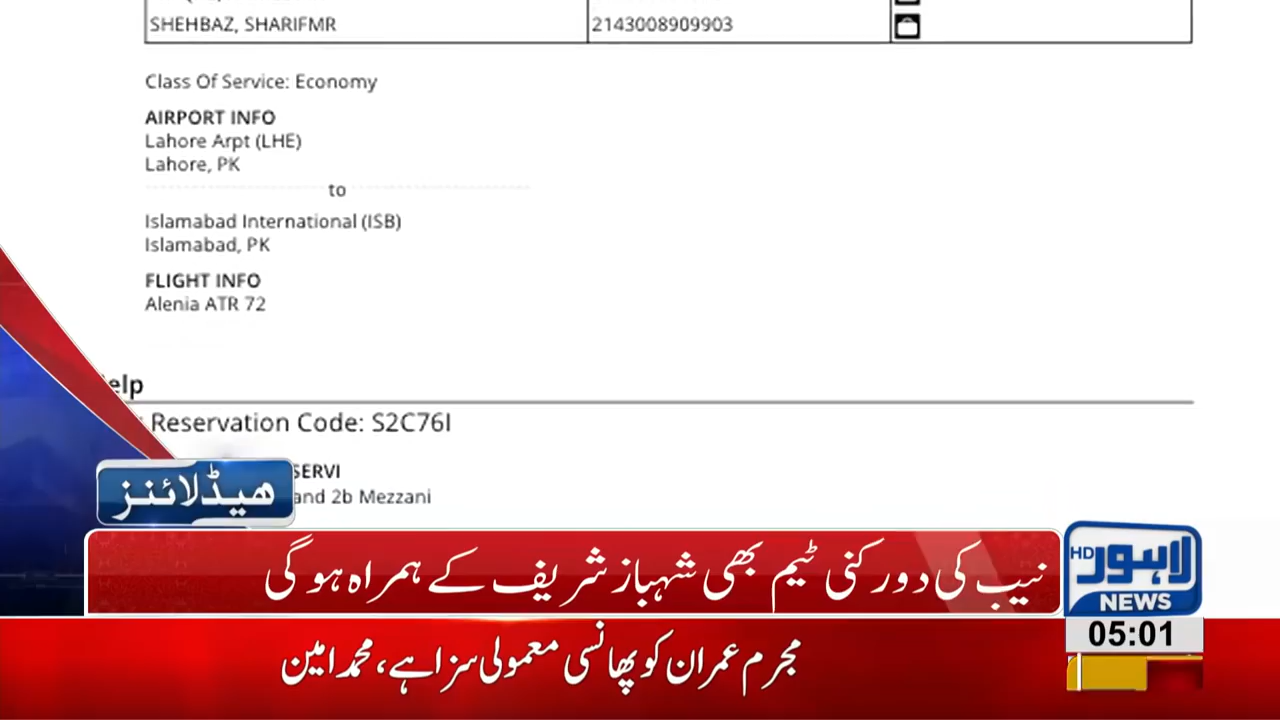 SHEHBAZ, SHARIFMR 2143008909903
Class Of Service: Economy
AIRPORT INFO
Lahore Arpt (LHE)
Lahore, PK
to
Islamabad International (ISB)
Islamabad, PK
FLIGHT INFO
Alenia ATR 72
elp
Reservation Code: S2C76I
SERVI
and 2b Mezzani
ہیڈلائنز
نیب کی دو رکنی ٹیم بھی شہباز شریف کے ہمراہ ہو گی
HD لاہور
NEWS
05:01
مجرم عمران کو پھانسی معمولی سزا ہے، محمد امین